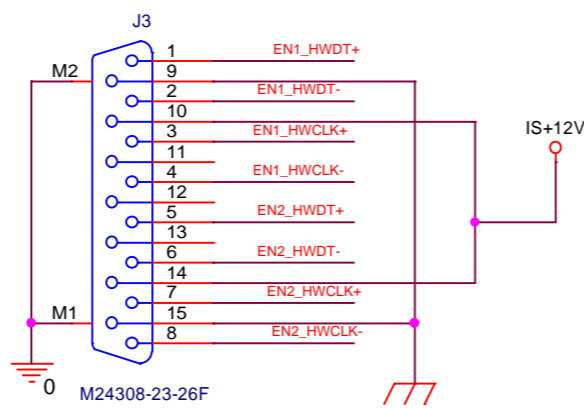 J3
1 EN1_HWDT+
M2 9
2 EN1_HWDT-
10
3 EN1_HWCLK+
IS+12V
11
4 EN1_HWCLK-
12
5 EN2_HWDT+
13
6 EN2_HWDT-
14
7 EN2_HWCLK+
M1 15
8 EN2_HWCLK-
0
M24308-23-26F